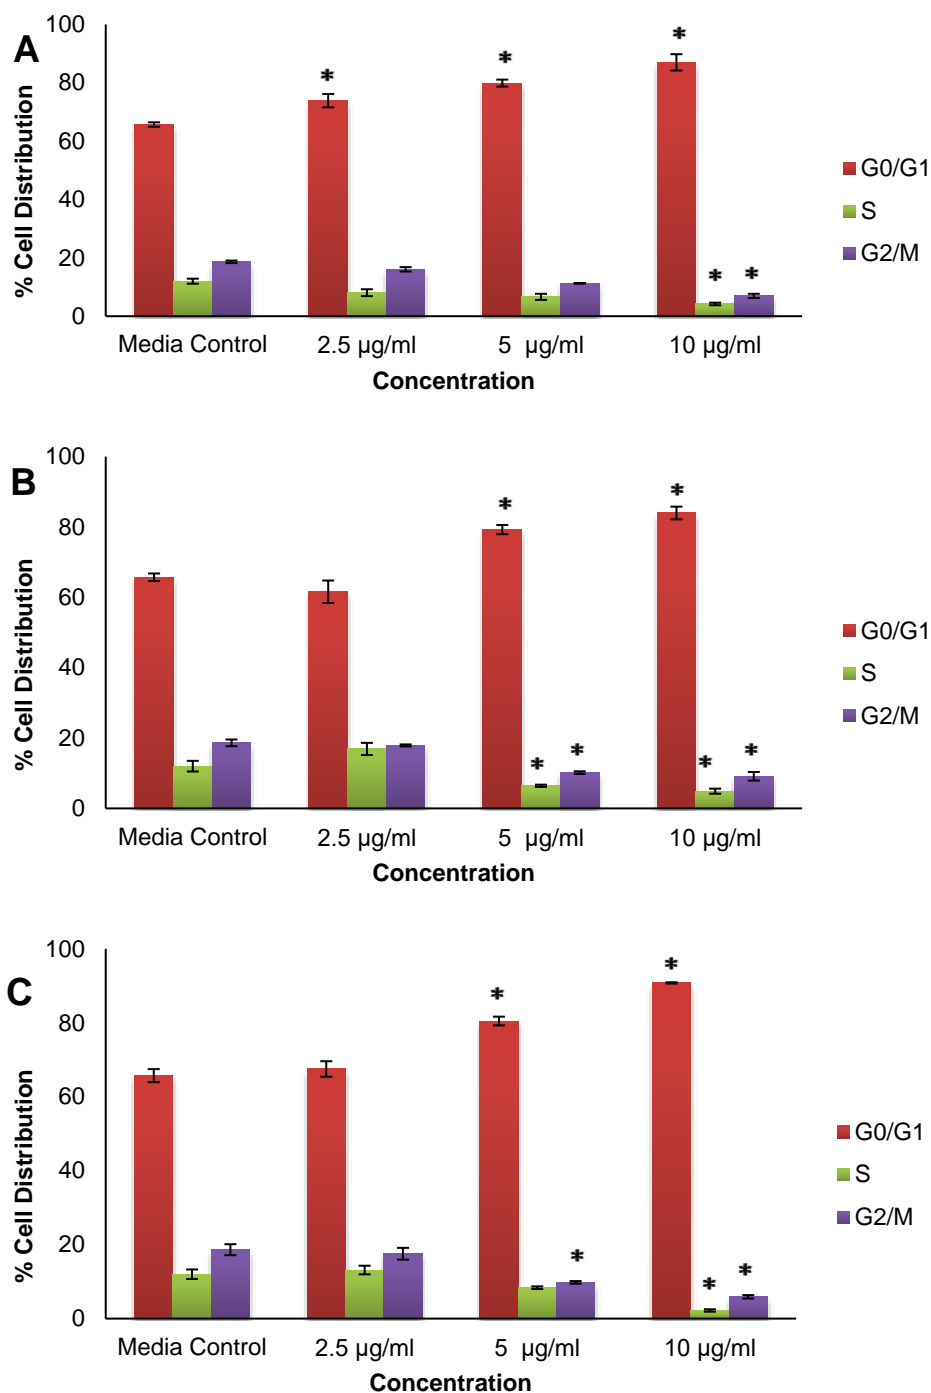 A
% Cell Distribution
100
80
60
40
20
0
* * *
* *
Media Control 2.5 µg/ml 5 µg/ml 10 µg/ml
Concentration
G0/G1
S
G2/M
B
% Cell Distribution
100
80
60
40
20
0
* *
* * * *
Media Control 2.5 µg/ml 5 µg/ml 10 µg/ml
Concentration
G0/G1
S
G2/M
C
% Cell Distribution
100
80
60
40
20
0
* *
* * *
Media Control 2.5 µg/ml 5 µg/ml 10 µg/ml
Concentration
G0/G1
S
G2/M